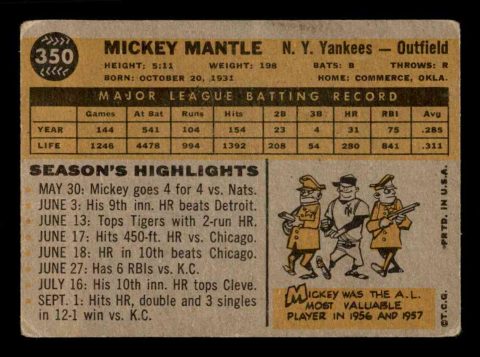 350 MICKEY MANTLE N. Y. Yankees — Outfield
HEIGHT: 5:11 WEIGHT: 198 BATS: B THROWS: R
BORN: OCTOBER 20, 1931 HOME: COMMERCE, OKLA.
MAJOR LEAGUE BATTING RECORD
Games At Bat Runs Hits 2B 3B HR RBI Avg
YEAR 144 541 104 154 23 4 31 75 .285
LIFE 1246 4478 994 1392 208 54 280 841 .311
SEASON'S HIGHLIGHTS
MAY 30: Mickey goes 4 for 4 vs. Nats.
JUNE 3: His 9th inn. HR beats Detroit.
JUNE 13: Tops Tigers with 2-run HR.
JUNE 17: Hits 450-ft. HR vs. Chicago.
JUNE 18: HR in 10th beats Chicago.
JUNE 27: Has 6 RBIs vs. K.C.
JULY 16: His 10th inn. HR tops Cleve.
SEPT. 1: Hits HR, double and 3 singles
in 12-1 win vs. K.C.
NY
MICKEY WAS THE A.L.
MOST VALUABLE
PLAYER IN 1956 AND 1957
©T.C.G. PRTD. IN U.S.A.